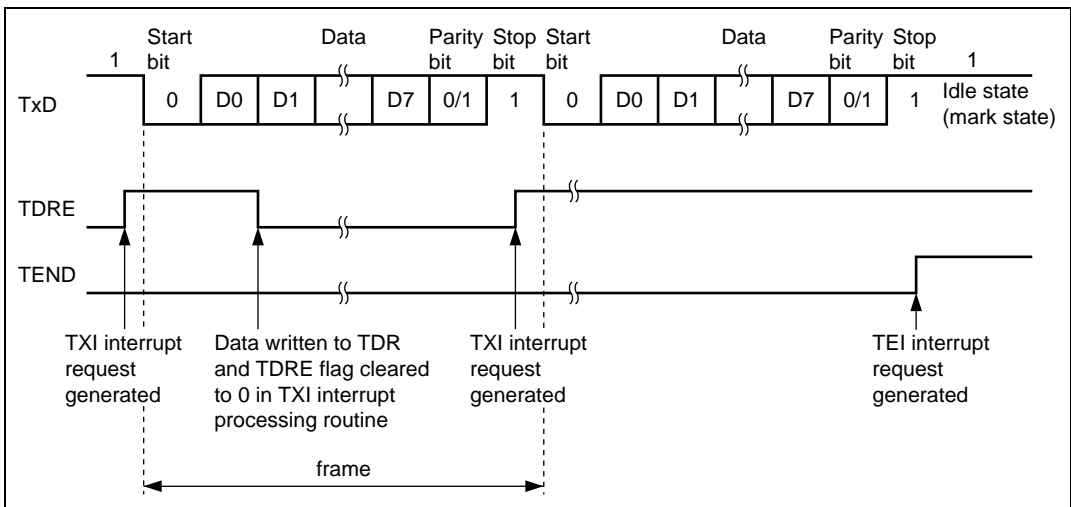 Start Data Parity Stop Start Data Parity Stop
1 bit bit bit bit bit bit 1
TxD 0 D0 D1 D7 0/1 1 0 D0 D1 D7 0/1 1 Idle state
(mark state)
TDRE
TEND
TXI interrupt
request
generated
Data written to TDR
and TDRE flag cleared
to 0 in TXI interrupt
processing routine
TXI interrupt
request
generated
TEI interrupt
request
generated
frame